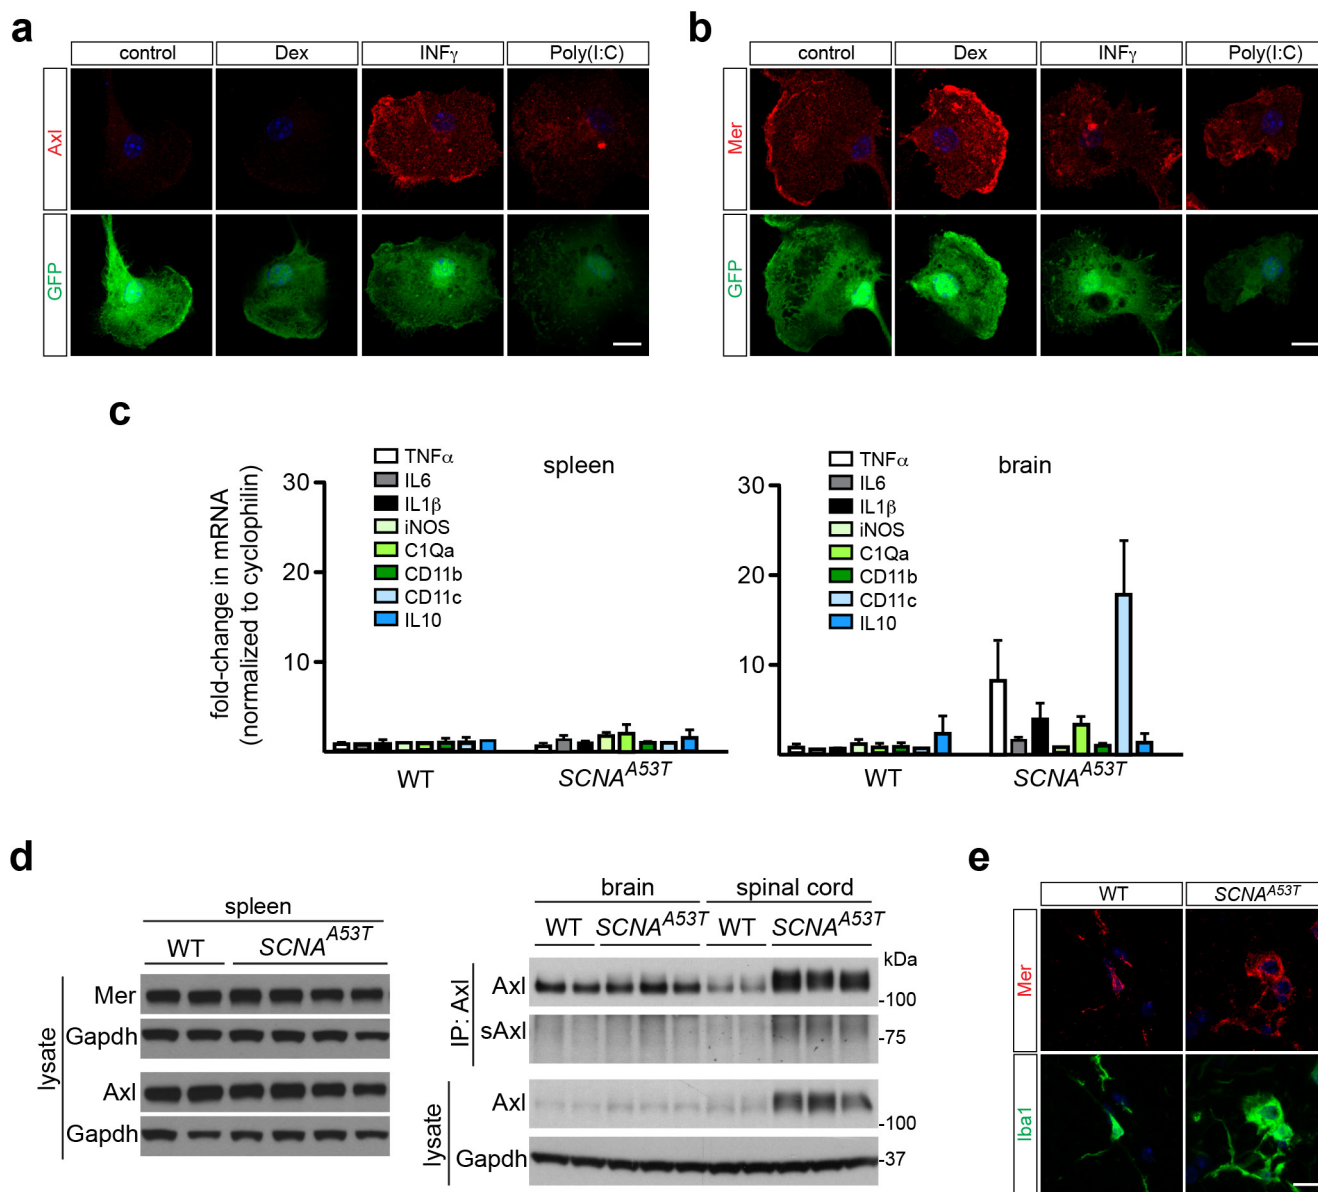 a
control Dex INFγ Poly(I:C)
Axl
GFP
b
control Dex INFγ Poly(I:C)
Mer
GFP
c
fold-change in mRNA
(normalized to cyclophilin)
30
20
10
TNFα
IL6
IL1β
iNOS
C1Qa
CD11b
CD11c
IL10
spleen
WT SCNA^A53T
30
20
10
TNFα
IL6
IL1β
iNOS
C1Qa
CD11b
CD11c
IL10
brain
WT SCNA^A53T
d
spleen
WT SCNA^A53T
lysate
Mer
Gapdh
Axl
Gapdh
brain spinal cord
WT SCNA^A53T WT SCNA^A53T
kDa
IP: Axl
Axl
-100
sAxl
-75
lysate
Axl
-100
Gapdh
-37
e
WT SCNA^A53T
Mer
Iba1